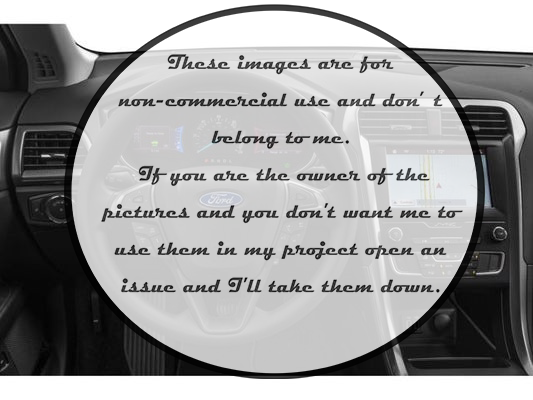 These images are for
non-commercial use and don' t
belong to me.
If you are the owner of the
pictures and you don't want me to
use them in my project open an
issue and I'll take them down.
Ford